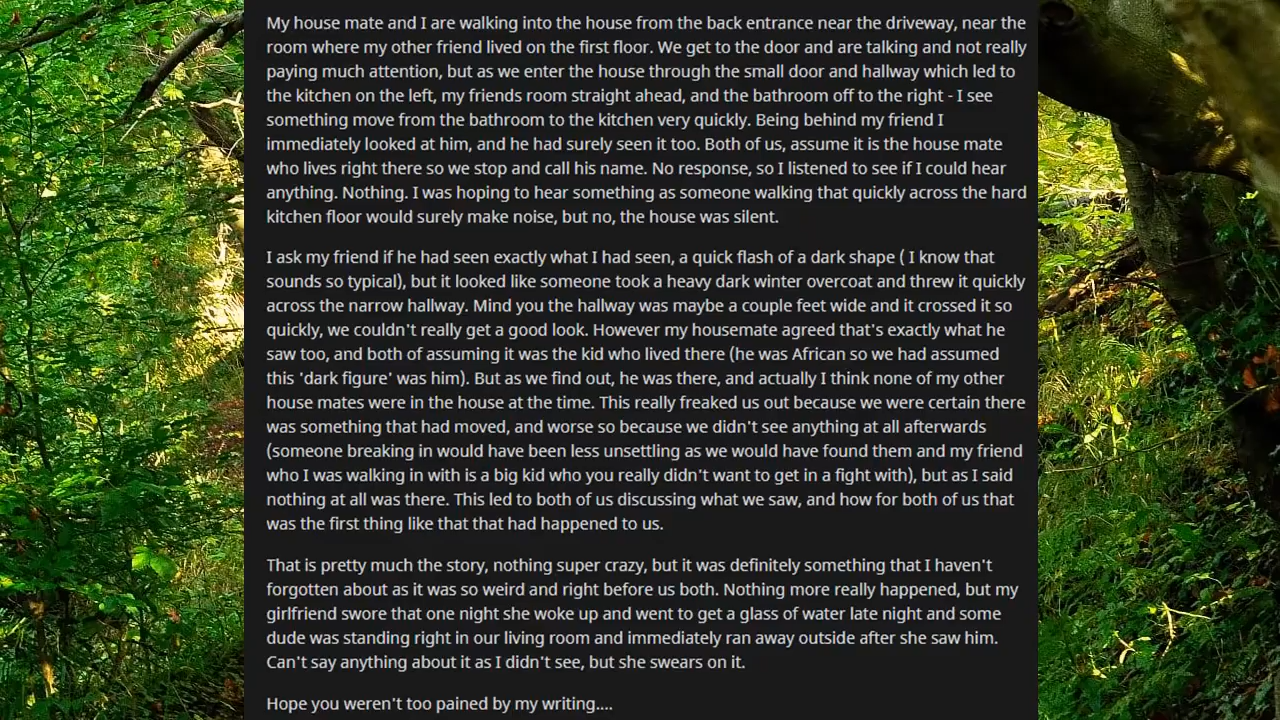 My house mate and I are walking into the house from the back entrance near the driveway, near the
room where my other friend lived on the first floor. We get to the door and are talking and not really
paying much attention, but as we enter the house through the small door and hallway which led to
the kitchen on the left, my friends room straight ahead, and the bathroom off to the right - I see
something move from the bathroom to the kitchen very quickly. Being behind my friend I
immediately looked at him, and he had surely seen it too. Both of us, assume it is the house mate
who lives right there so we stop and call his name. No response, so I listened to see if I could hear
anything. Nothing. I was hoping to hear something as someone walking that quickly across the hard
kitchen floor would surely make noise, but no, the house was silent.
I ask my friend if he had seen exactly what I had seen, a quick flash of a dark shape ( I know that
sounds so typical), but it looked like someone took a heavy dark winter overcoat and threw it quickly
across the narrow hallway. Mind you the hallway was maybe a couple feet wide and it crossed it so
quickly, we couldn't really get a good look. However my housemate agreed that's exactly what he
saw too, and both of assuming it was the kid who lived there (he was African so we had assumed
this 'dark figure' was him). But as we find out, he was there, and actually I think none of my other
house mates were in the house at the time. This really freaked us out because we were certain there
was something that had moved, and worse so because we didn't see anything at all afterwards
(someone breaking in would have been less unsettling as we would have found them and my friend
who I was walking in with is a big kid who you really didn't want to get in a fight with), but as I said
nothing at all was there. This led to both of us discussing what we saw, and how for both of us that
was the first thing like that that had happened to us.
That is pretty much the story, nothing super crazy, but it was definitely something that I haven't
forgotten about as it was so weird and right before us both. Nothing more really happened, but my
girlfriend swore that one night she woke up and went to get a glass of water late night and some
dude was standing right in our living room and immediately ran away outside after she saw him.
Can't say anything about it as I didn't see, but she swears on it.
Hope you weren't too pained by my writing....